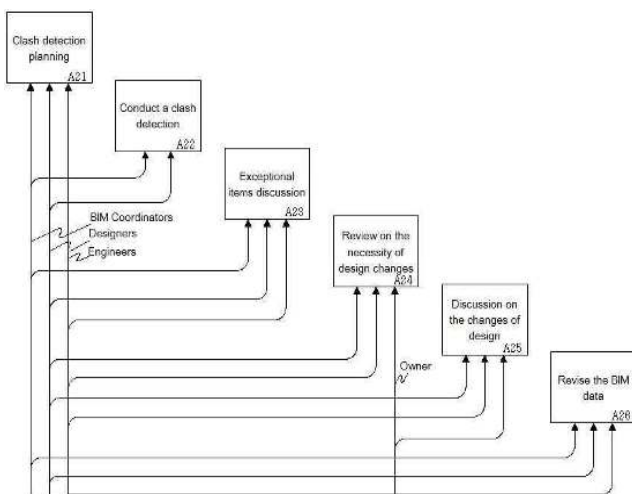 Clash detection
planning
A21
Conduct a clash
detection
A22
Exceptional
items discussion
A23
BIM Coordinators
Designers
Engineers
Review on the
necessity of
design changes
A24
Discussion on
the changes of
design
A25
Owner
Revise the BIM
data
A26